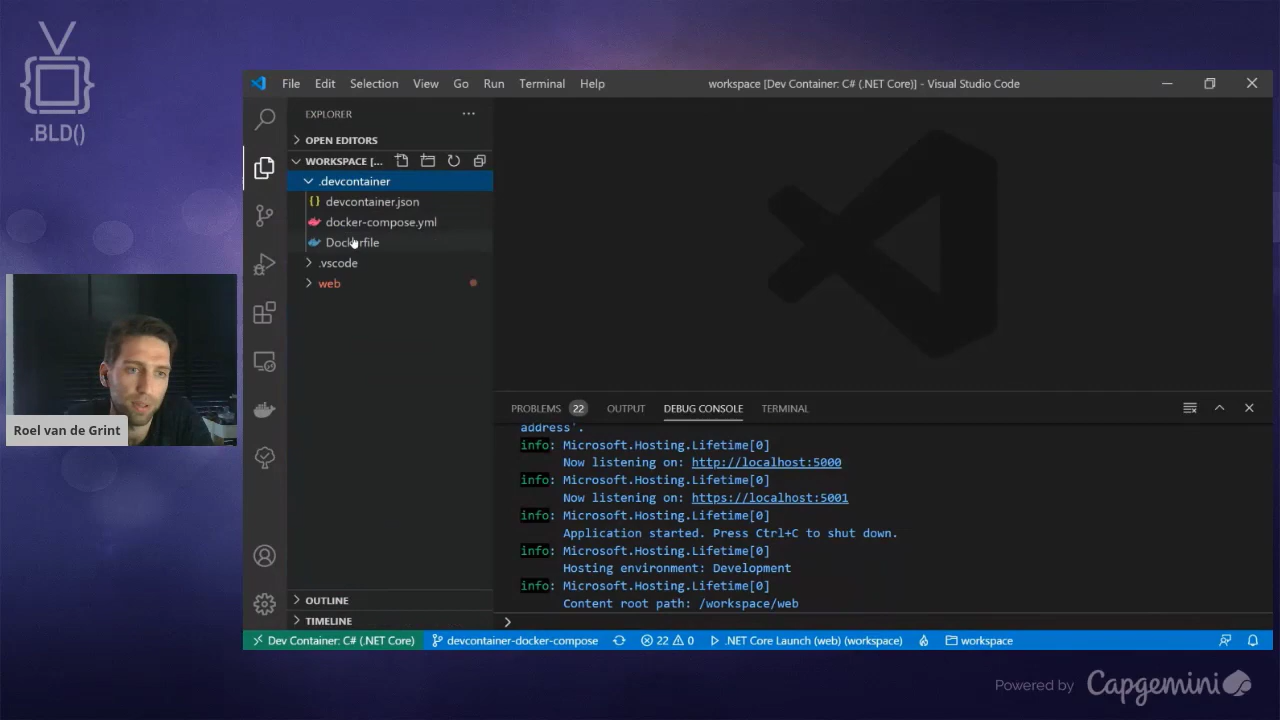 .BLD()
File Edit Selection View Go Run Terminal Help
workspace [Dev Container: C# (.NET Core)] - Visual Studio Code
EXPLORER
OPEN EDITORS
WORKSPACE [...
.devcontainer
{} devcontainer.json
docker-compose.yml
Dockerfile
.vscode
web
Roel van de Grint
PROBLEMS 22 OUTPUT DEBUG CONSOLE TERMINAL
address'.
info: Microsoft.Hosting.Lifetime[0]
Now listening on: http://localhost:5000
info: Microsoft.Hosting.Lifetime[0]
Now listening on: https://localhost:5001
info: Microsoft.Hosting.Lifetime[0]
Application started. Press Ctrl+C to shut down.
info: Microsoft.Hosting.Lifetime[0]
Hosting environment: Development
info: Microsoft.Hosting.Lifetime[0]
Content root path: /workspace/web
OUTLINE
TIMELINE
Dev Container: C# (.NET Core) devcontainer-docker-compose 22 0 .NET Core Launch (web) (workspace) workspace
Powered by Capgemini